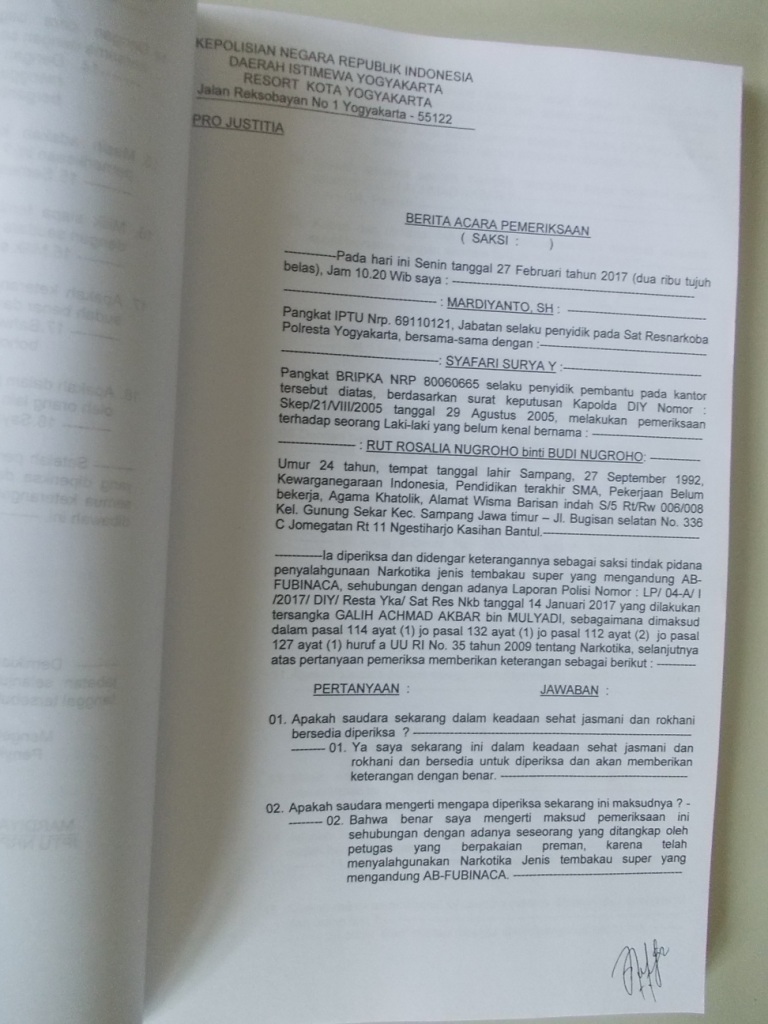 KEPOLISIAN NEGARA REPUBLIK INDONESIA
DAERAH ISTIMEWA YOGYAKARTA
RESORT KOTA YOGYAKARTA
Jalan Reksobayan No 1 Yogyakarta - 55122
PRO JUSTITIA
BERITA ACARA PEMERIKSAAN
( SAKSI : )
------------Pada hari ini Senin tanggal 27 Februari tahun 2017 (dua ribu tujuh
belas), Jam 10.20 Wib saya :------------
------------: MARDIYANTO, SH :------------
Pangkat IPTU Nrp. 69110121, Jabatan selaku penyidik pada Sat Resnarkoba
Polresta Yogyakarta, bersama-sama dengan :------------
------------: SYAFARI SURYA Y :------------
Pangkat BRIPKA NRP 80060665 selaku penyidik pembantu pada kantor
tersebut diatas, berdasarkan surat keputusan Kapolda DIY Nomor :
Skep/21/VIII/2005 tanggal 29 Agustus 2005, melakukan pemeriksaan
terhadap seorang Laki-laki yang belum kenal bernama :------------
------------: RUT ROSALIA NUGROHO binti BUDI NUGROHO:------------
Umur 24 tahun, tempat tanggal lahir Sampang, 27 September 1992,
Kewarganegaraan Indonesia, Pendidikan terakhir SMA, Pekerjaan Belum
bekerja, Agama Khatolik, Alamat Wisma Barisan indah S/5 Rt/Rw 006/008
Kel. Gunung Sekar Kec. Sampang Jawa timur – Jl. Bugisan selatan No. 336
C Jomegatan Rt 11 Ngestiharjo Kasihan Bantul.------------
------------Ia diperiksa dan didengar keterangannya sebagai saksi tindak pidana
penyalahgunaan Narkotika jenis tembakau super yang mengandung AB-
FUBINACA, sehubungan dengan adanya Laporan Polisi Nomor : LP/ 04-A/ I
/2017/ DIY/ Resta Yka/ Sat Res Nkb tanggal 14 Januari 2017 yang dilakukan
tersangka GALIH ACHMAD AKBAR bin MULYADI, sebagaimana dimaksud
dalam pasal 114 ayat (1) jo pasal 132 ayat (1) jo pasal 112 ayat (2) jo pasal
127 ayat (1) huruf a UU RI No. 35 tahun 2009 tentang Narkotika, selanjutnya
atas pertanyaan pemeriksa memberikan keterangan sebagai berikut :----------
PERTANYAAN : JAWABAN :
01. Apakah saudara sekarang dalam keadaan sehat jasmani dan rokhani
bersedia diperiksa ?------------
--------01. Ya saya sekarang ini dalam keadaan sehat jasmani dan
rokhani dan bersedia untuk diperiksa dan akan memberikan
keterangan dengan benar.------------
02. Apakah saudara mengerti mengapa diperiksa sekarang ini maksudnya ? -
--------02. Bahwa benar saya mengerti maksud pemeriksaan ini
sehubungan dengan adanya seseorang yang ditangkap oleh
petugas yang berpakaian preman, karena telah
menyalahgunakan Narkotika Jenis tembakau super yang
mengandung AB-FUBINACA.------------